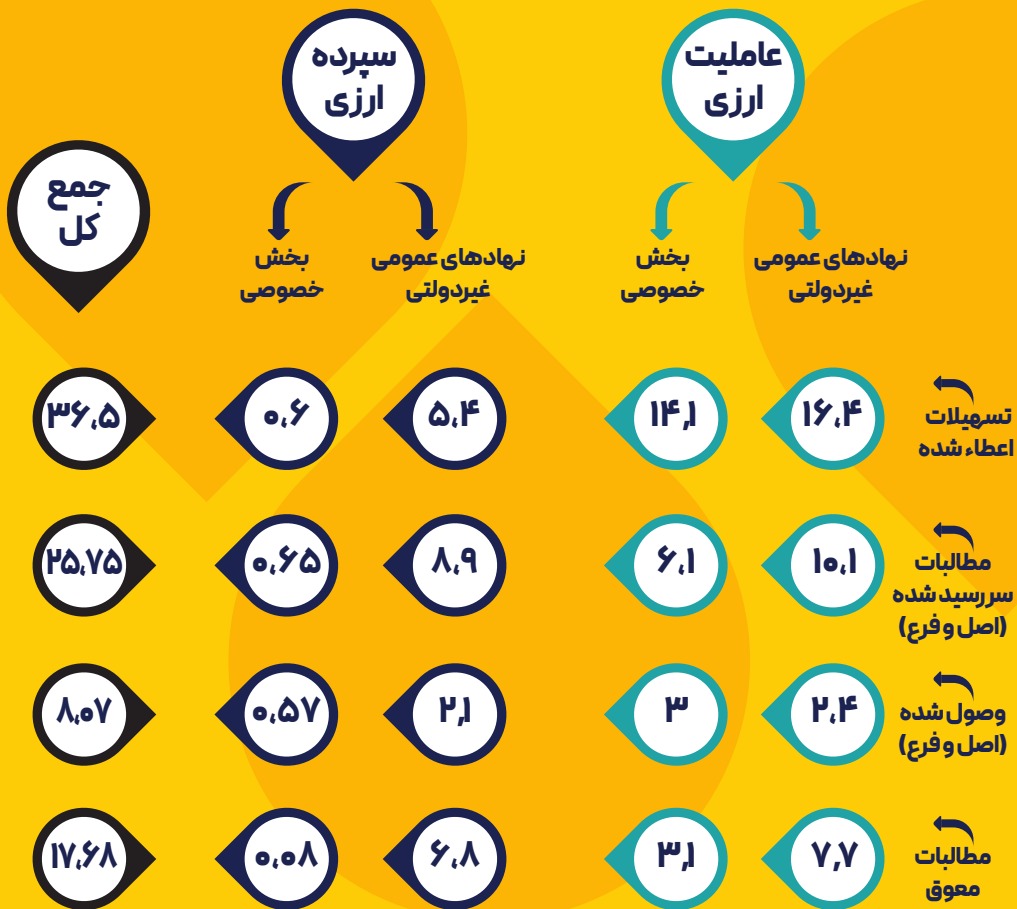 عاملیت
ارزی
سپرده
ارزی
جمع
کل
نهادهای عمومی
غیردولتی
بخش
خصوصی
نهادهای عمومی
غیردولتی
بخش
خصوصی
تسهیلات
اعطاء شده
۱۶،۴
۱۴,۱
۵،۴
۰،۶
۳۶،۵
مطالبات
سررسید شده
(اصل و فرع)
۱۰،۱
۶،۱
۸،۹
۰،۶۵
۲۵،۷۵
وصول شده
(اصل و فرع)
۲،۴
۳
۲,۱
۰،۵۷
۸،۰۷
مطالبات
معوق
۷,۷
۳,۱
۶،۸
۰،۰۸
۱۷،۶۸